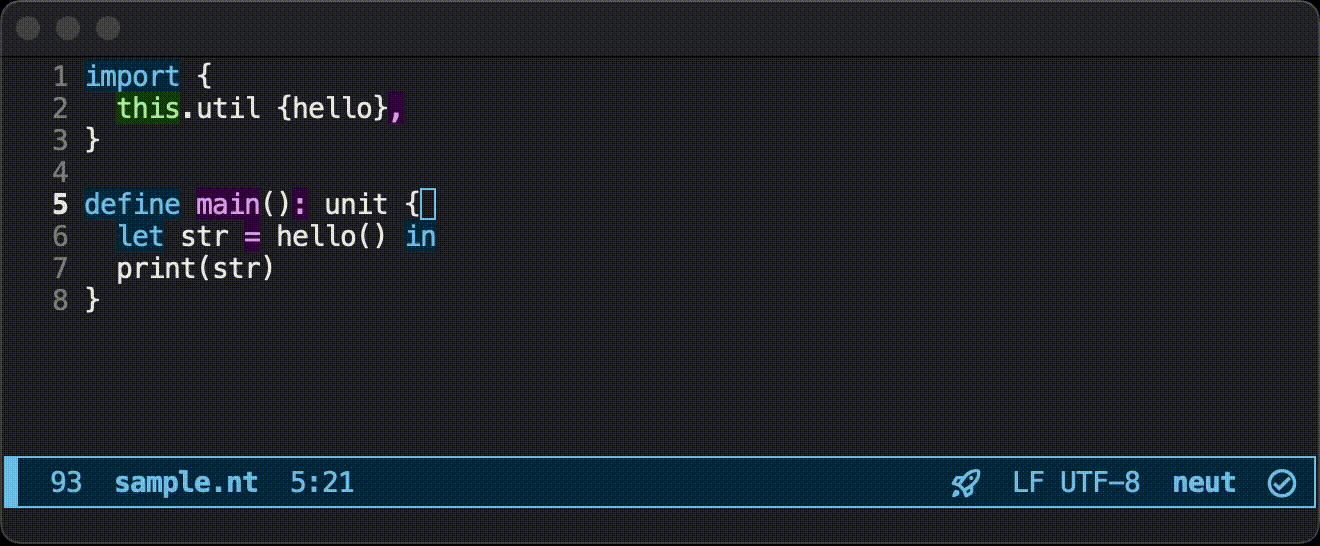 1 import {
2   this.util {hello},
3 }
4
5 define main(): unit {
6   let str = hello() in
7   print(str)
8 }
93 sample.nt 5:21 LF UTF-8 neut